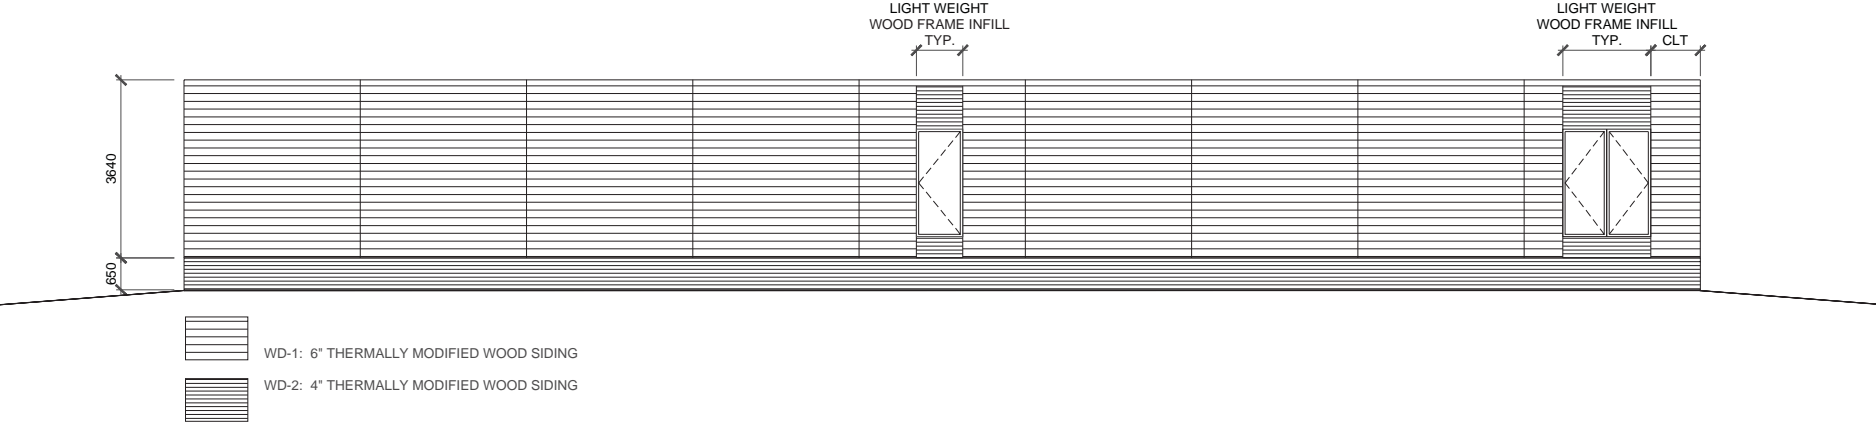 LIGHT WEIGHT
WOOD FRAME INFILL
TYP.
LIGHT WEIGHT
WOOD FRAME INFILL
TYP.
CLT
3640
650
WD-1: 6" THERMALLY MODIFIED WOOD SIDING
WD-2: 4" THERMALLY MODIFIED WOOD SIDING